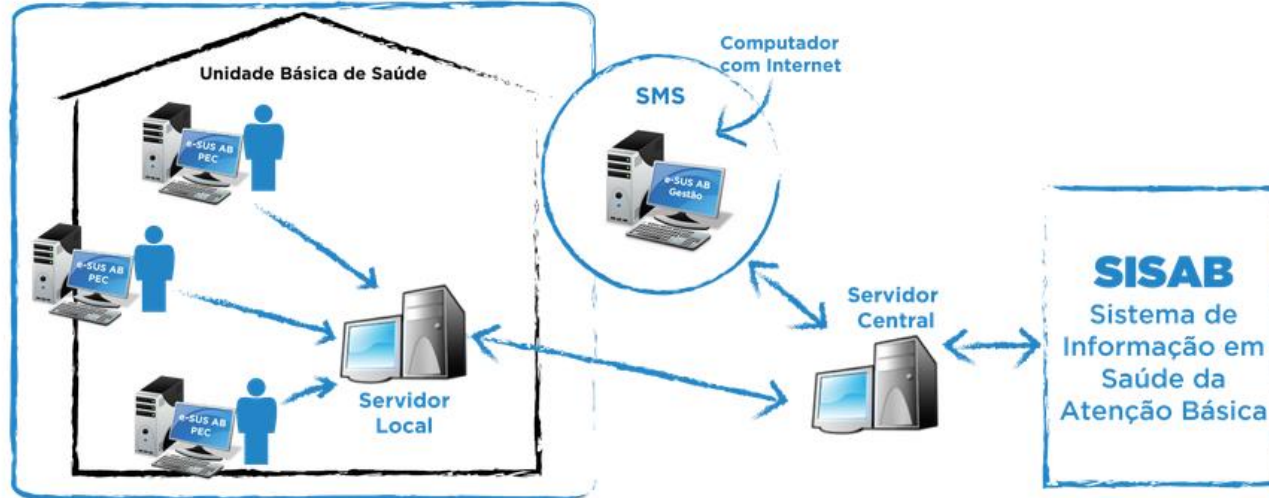 Unidade Básica de Saúde
e-SUS AB
PEC
e-SUS AB
PEC
e-SUS AB
PEC
Servidor
Local
Computador
com Internet
SMS
e-SUS AB
Gestão
Servidor
Central
SISAB
Sistema de
Informação em
Saúde da
Atenção Básica